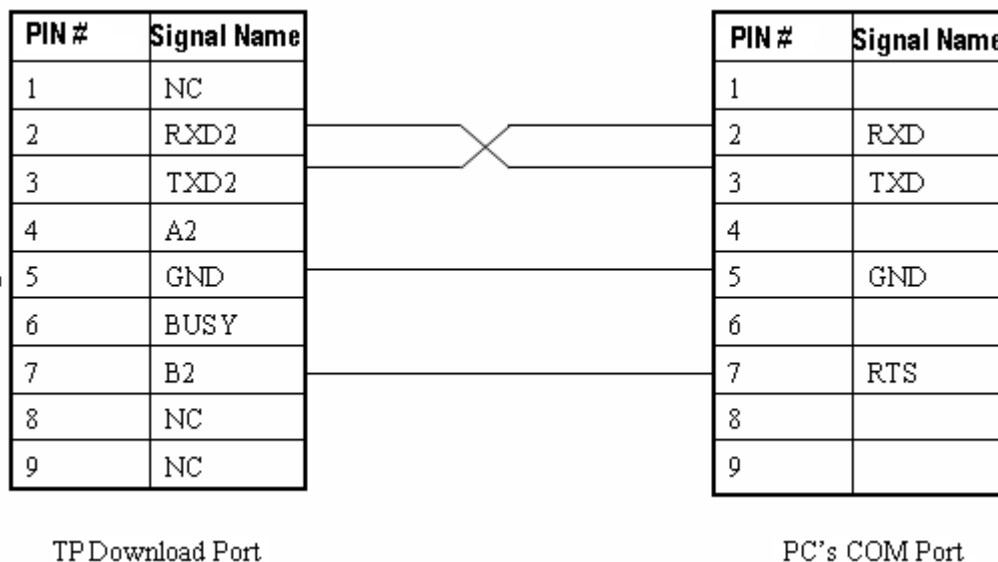 PIN # Signal Name PIN # Signal Name
1 NC 1
2 RXD2 2 RXD
3 TXD2 3 TXD
4 A2 4
5 GND 5 GND
6 BUSY 6
7 B2 7 RTS
8 NC 8
9 NC 9
TP Download Port PC's COM Port